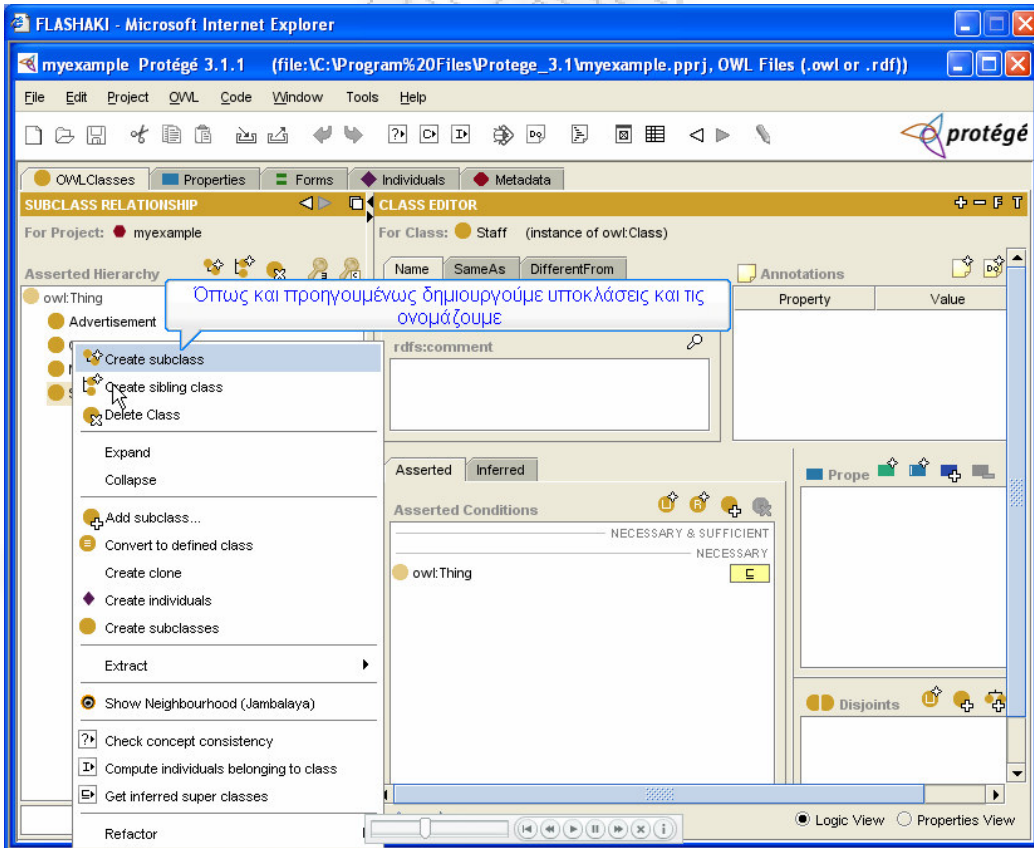 FLASHAKI - Microsoft Internet Explorer
myexample Protégé 3.1.1 (file:\C:\Program%20Files\Protege_3.1\myexample.pprj, OWL Files (.owl or .rdf))
File Edit Project OWL Code Window Tools Help
protégé
OWLClasses Properties Forms Individuals Metadata
SUBCLASS RELATIONSHIP
CLASS EDITOR
For Project: myexample
For Class: Staff (instance of owl:Class)
Asserted Hierarchy
Name SameAs DifferentFrom
Annotations
owl:Thing
Property Value
Όπως και προηγουμένως δημιουργούμε υποκλάσεις και τις
ονομάζουμε
Advertisement
rdfs:comment
Create subclass
Create sibling class
Delete Class
Expand
Collapse
Add subclass...
Convert to defined class
Create clone
Create individuals
Create subclasses
Extract
Show Neighbourhood (Jambalaya)
Check concept consistency
Compute individuals belonging to class
Get inferred super classes
Refactor
Asserted Inferred
Prope
Asserted Conditions
NECESSARY & SUFFICIENT
NECESSARY
owl:Thing
Disjoints
Logic View Properties View